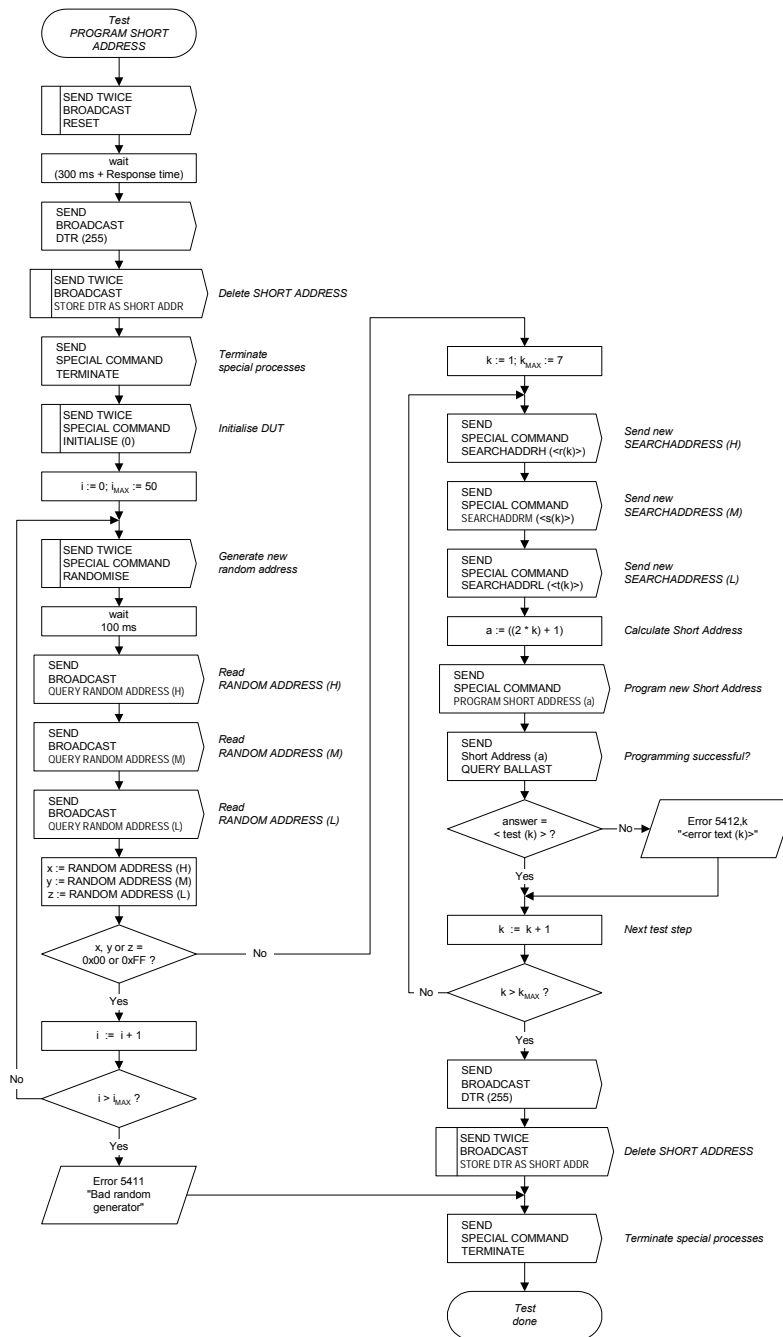 Test
PROGRAM SHORT
ADDRESS
SEND TWICE
BROADCAST
RESET
wait
(300 ms + Response time)
SEND
BROADCAST
DTR (255)
SEND TWICE
BROADCAST
STORE DTR AS SHORT ADDR
Delete SHORT ADDRESS
SEND
SPECIAL COMMAND
TERMINATE
Terminate
special processes
SEND TWICE
SPECIAL COMMAND
INITIALISE (0)
Initialise DUT
i := 0; iMAX := 50
SEND TWICE
SPECIAL COMMAND
RANDOMISE
Generate new
random address
wait
100 ms
SEND
BROADCAST
QUERY RANDOM ADDRESS (H)
Read
RANDOM ADDRESS (H)
SEND
BROADCAST
QUERY RANDOM ADDRESS (M)
Read
RANDOM ADDRESS (M)
SEND
BROADCAST
QUERY RANDOM ADDRESS (L)
Read
RANDOM ADDRESS (L)
x := RANDOM ADDRESS (H)
y := RANDOM ADDRESS (M)
z := RANDOM ADDRESS (L)
x, y or z =
0x00 or 0xFF ?
No
Yes
i := i + 1
No
i > iMAX ?
Yes
Error 5411
"Bad random
generator"
k := 1; kMAX := 7
SEND
SPECIAL COMMAND
SEARCHADDRH (<r(k)>)
Send new
SEARCHADDRESS (H)
SEND
SPECIAL COMMAND
SEARCHADDRM (<s(k)>)
Send new
SEARCHADDRESS (M)
SEND
SPECIAL COMMAND
SEARCHADDRL (<t(k)>)
Send new
SEARCHADDRESS (L)
a := ((2 * k) + 1)
Calculate Short Address
SEND
SPECIAL COMMAND
PROGRAM SHORT ADDRESS (a)
Program new Short Address
SEND
Short Address (a)
QUERY BALLAST
Programming successful?
answer =
< test (k) > ?
No
Error 5412,k
"<error text (k)>"
Yes
k := k + 1
Next test step
No
k > kMAX ?
Yes
SEND
BROADCAST
DTR (255)
SEND TWICE
BROADCAST
STORE DTR AS SHORT ADDR
Delete SHORT ADDRESS
SEND
SPECIAL COMMAND
TERMINATE
Terminate special processes
Test
done